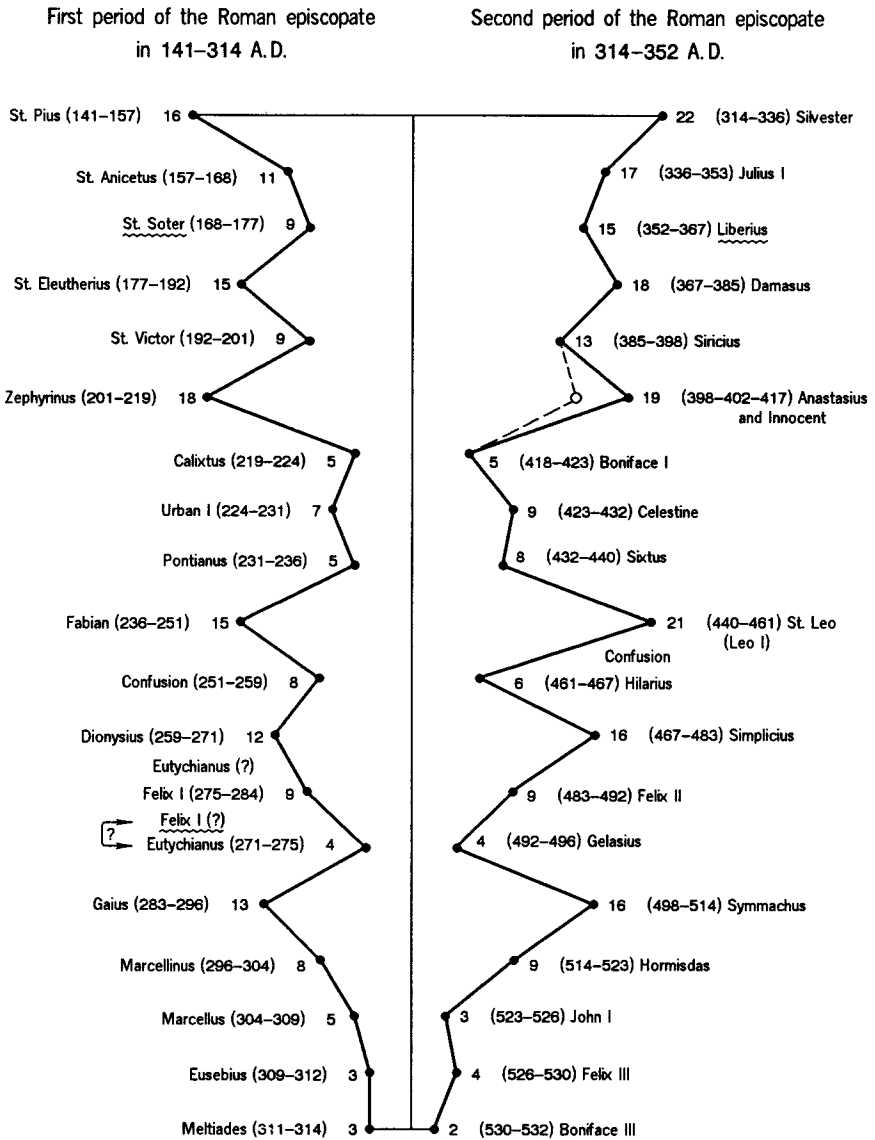 First period of the Roman episcopate
in 141–314 A.D.
Second period of the Roman episcopate
in 314–352 A.D.
St. Pius (141–157) 16
22 (314–336) Silvester
St. Anicetus (157–168) 11
17 (336–353) Julius I
St. Soter (168–177) 9
15 (352–367) Liberius
St. Eleutherius (177–192) 15
18 (367–385) Damasus
St. Victor (192–201) 9
13 (385–398) Siricius
Zephyrinus (201–219) 18
19 (398–402–417) Anastasius
and Innocent
Calixtus (219–224) 5
5 (418–423) Boniface I
Urban I (224–231) 7
9 (423–432) Celestine
Pontianus (231–236) 5
8 (432–440) Sixtus
Fabian (236–251) 15
21 (440–461) St. Leo
(Leo I)
Confusion
Confusion (251–259) 8
6 (461–467) Hilarius
Dionysius (259–271) 12
16 (467–483) Simplicius
Eutychianus (?)
Felix I (275–284) 9
9 (483–492) Felix II
Felix I (?)
?
Eutychianus (271–275) 4
4 (492–496) Gelasius
Gaius (283–296) 13
16 (498–514) Symmachus
Marcellinus (296–304) 8
9 (514–523) Hormisdas
Marcellus (304–309) 5
3 (523–526) John I
Eusebius (309–312) 3
4 (526–530) Felix III
Meltiades (311–314) 3
2 (530–532) Boniface III